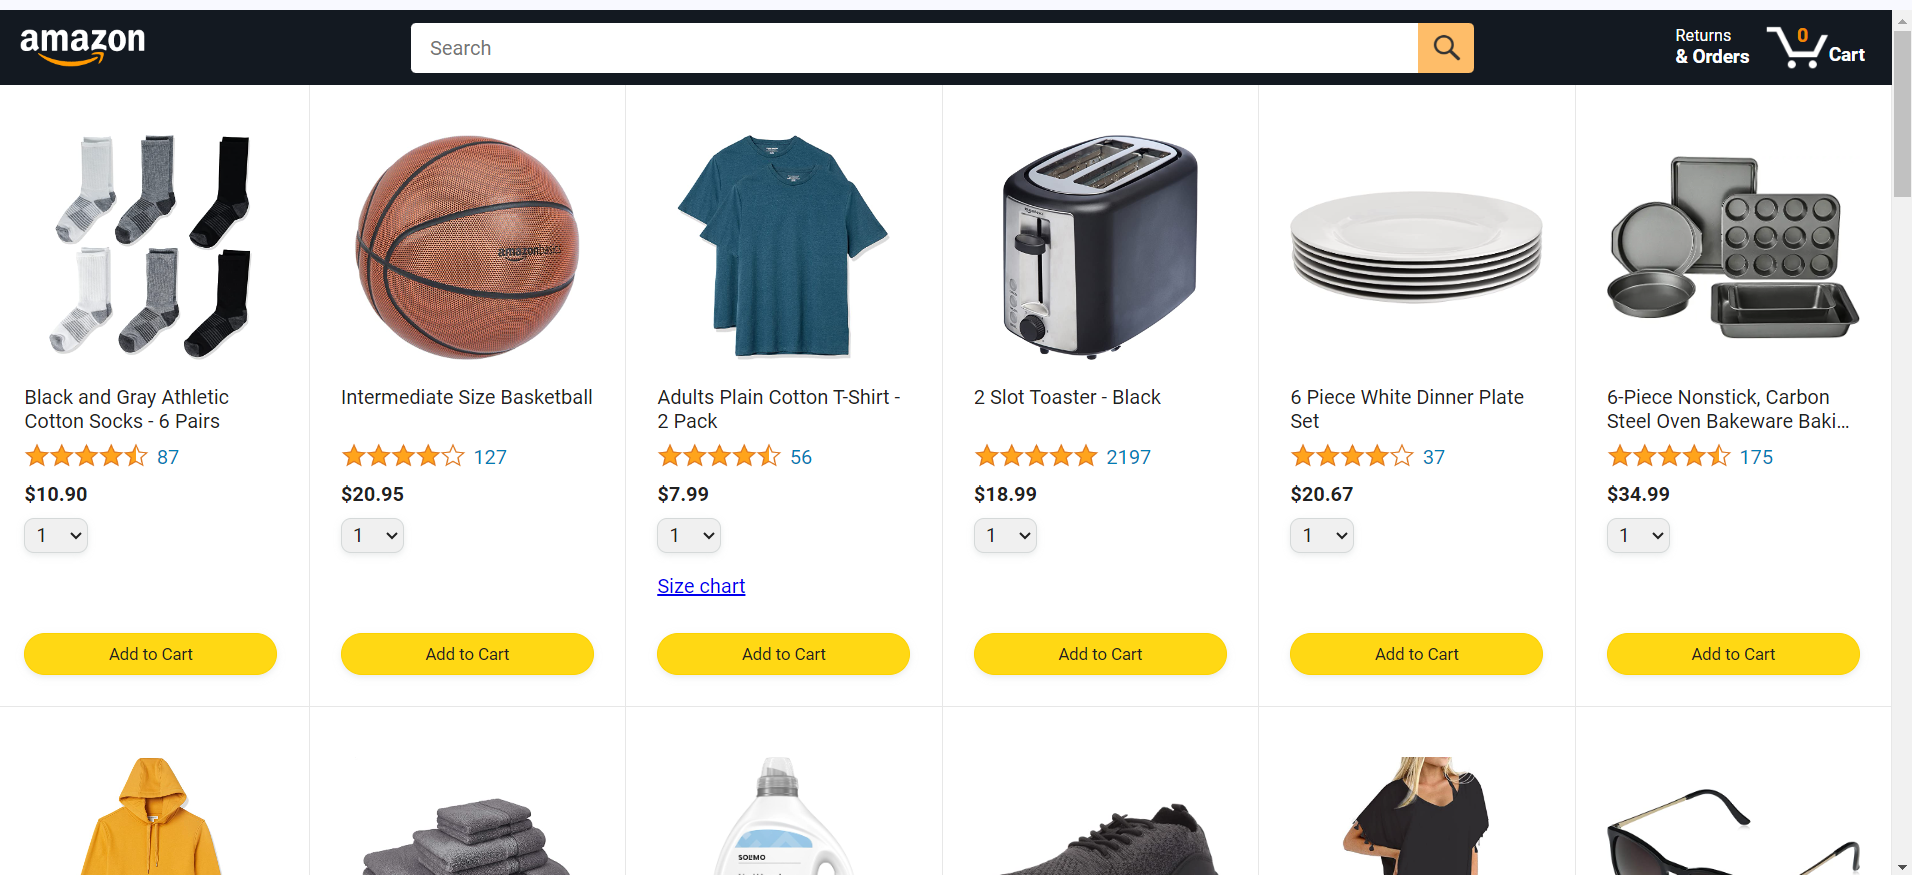 amazon
Search
Returns
& Orders
0
Cart
amazonbasics
Black and Gray Athletic
Cotton Socks - 6 Pairs
87
$10.90
1
Add to Cart
Intermediate Size Basketball
127
$20.95
1
Add to Cart
Adults Plain Cotton T-Shirt -
2 Pack
56
$7.99
1
Size chart
Add to Cart
2 Slot Toaster - Black
2197
$18.99
1
Add to Cart
6 Piece White Dinner Plate
Set
37
$20.67
1
Add to Cart
6-Piece Nonstick, Carbon
Steel Oven Bakeware Baki...
175
$34.99
1
Add to Cart
SOLIMO